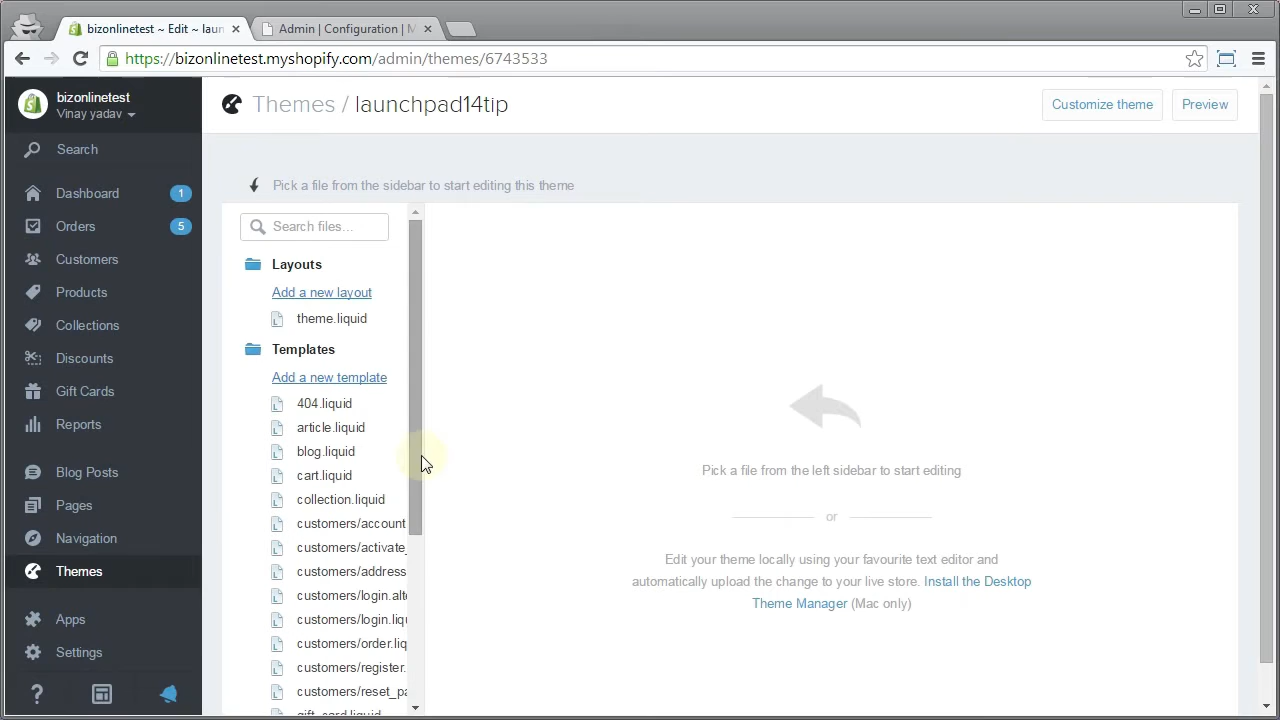 bizonlinetest ~ Edit ~ laun
Admin | Configuration | M
https://bizonlinetest.myshopify.com/admin/themes/6743533
bizonlinetest
Vinay yadav
Search
Dashboard 1
Orders 5
Customers
Products
Collections
Discounts
Gift Cards
Reports
Blog Posts
Pages
Navigation
Themes
Apps
Settings
?
Themes / launchpad14tip
Customize theme
Preview
Pick a file from the sidebar to start editing this theme
Search files...
Layouts
Add a new layout
theme.liquid
Templates
Add a new template
404.liquid
article.liquid
blog.liquid
cart.liquid
collection.liquid
customers/account
customers/activate_
customers/address
customers/login.alt
customers/login.liq
customers/order.liq
customers/register.
customers/reset_pa
gift_card.liquid
Pick a file from the left sidebar to start editing
or
Edit your theme locally using your favourite text editor and
automatically upload the change to your live store. Install the Desktop
Theme Manager (Mac only)